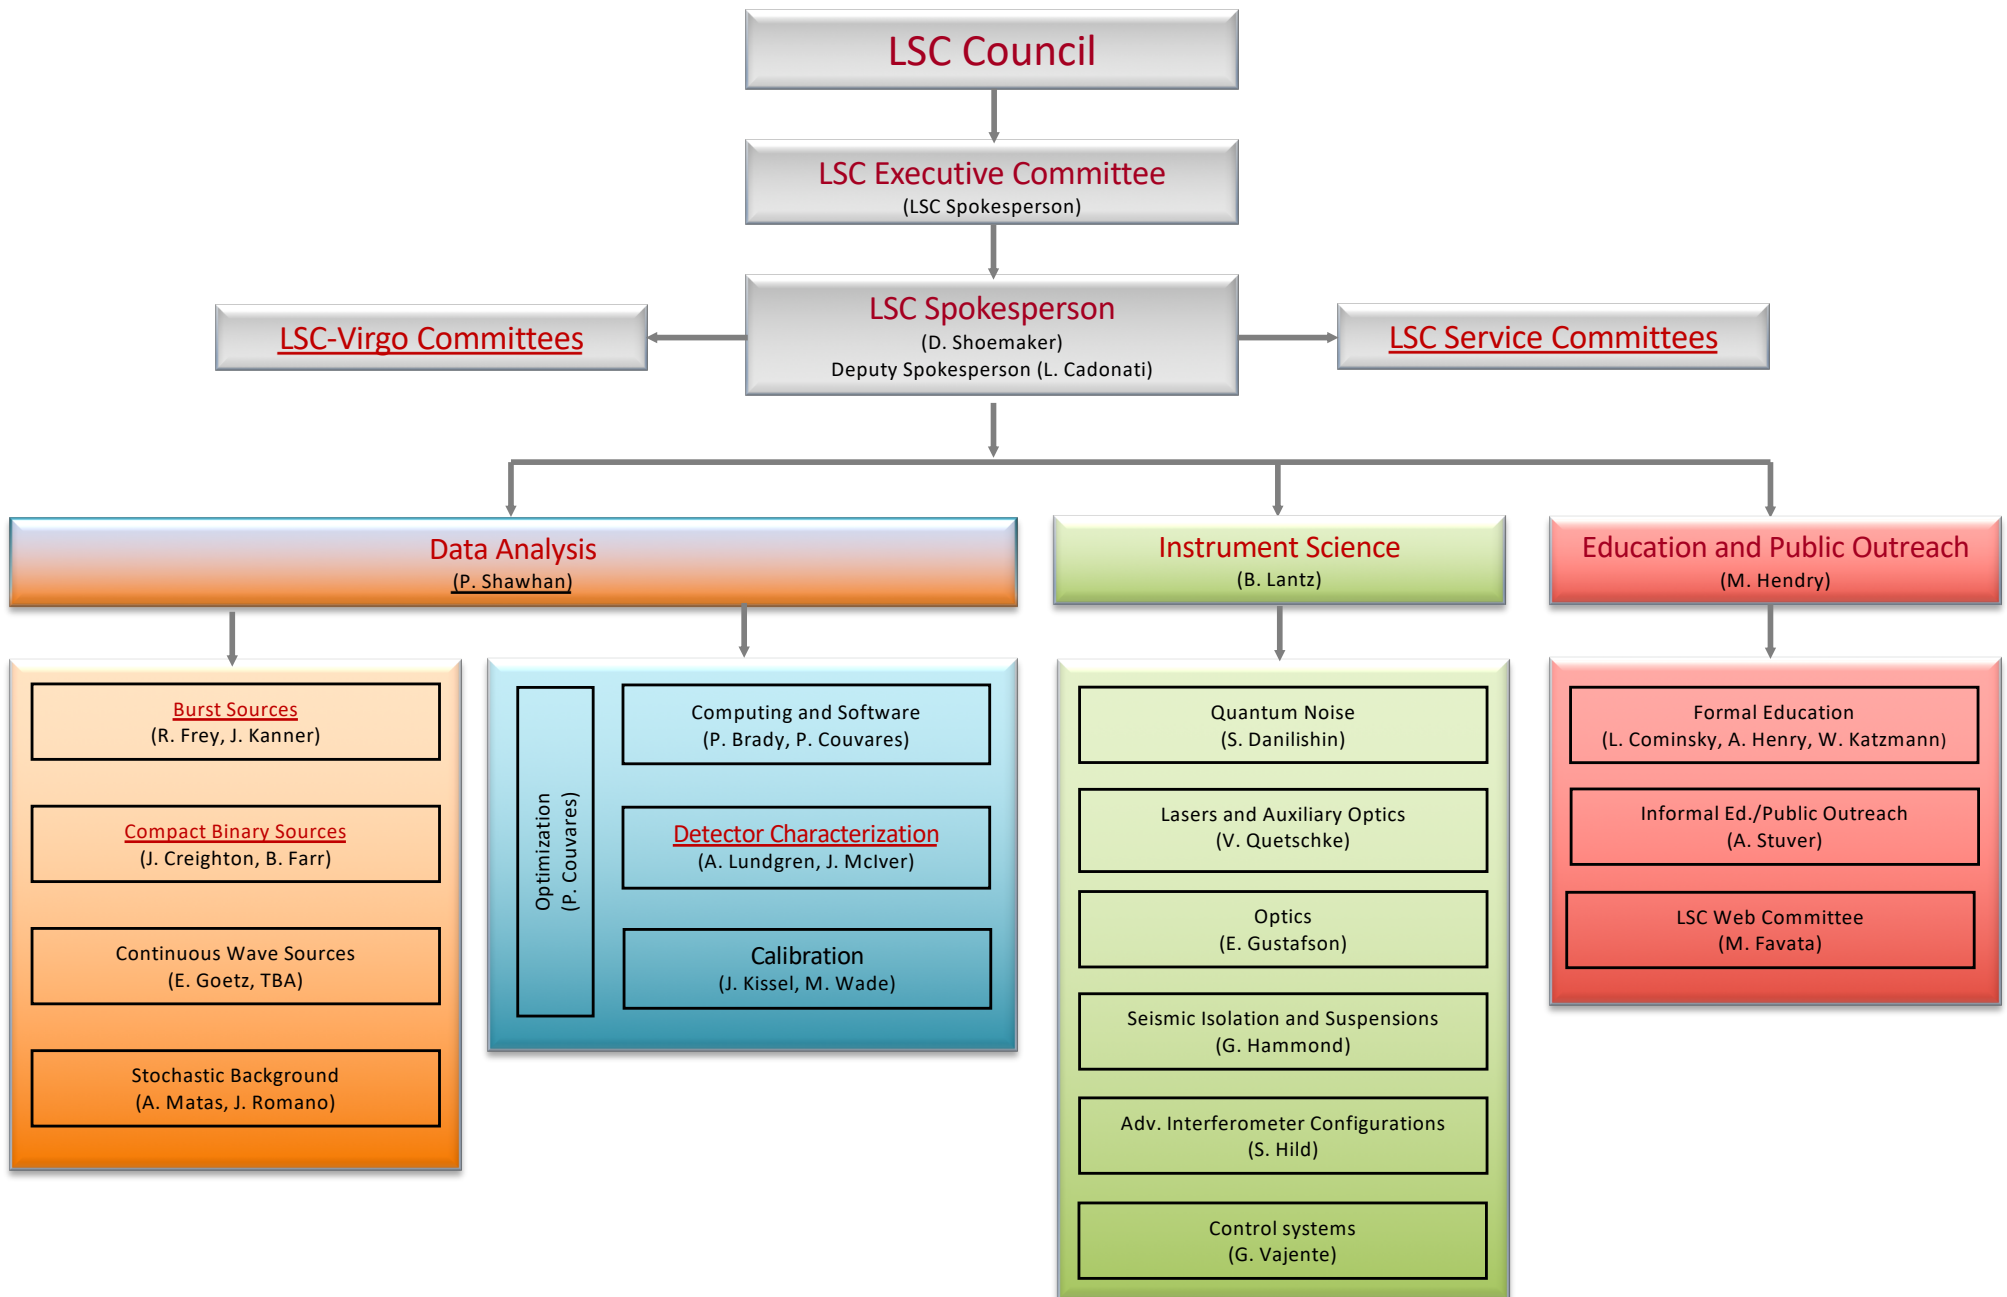 LSC Council
LSC Executive Committee
(LSC Spokesperson)
LSC Spokesperson
(D. Shoemaker)
Deputy Spokesperson (L. Cadonati)
LSC-Virgo Committees
LSC Service Committees
Data Analysis
(P. Shawhan)
Instrument Science
(B. Lantz)
Education and Public Outreach
(M. Hendry)
Burst Sources
(R. Frey, J. Kanner)
Compact Binary Sources
(J. Creighton, B. Farr)
Continuous Wave Sources
(E. Goetz, TBA)
Stochastic Background
(A. Matas, J. Romano)
Optimization
(P. Couvares)
Computing and Software
(P. Brady, P. Couvares)
Detector Characterization
(A. Lundgren, J. McIver)
Calibration
(J. Kissel, M. Wade)
Quantum Noise
(S. Danilishin)
Lasers and Auxiliary Optics
(V. Quetschke)
Optics
(E. Gustafson)
Seismic Isolation and Suspensions
(G. Hammond)
Adv. Interferometer Configurations
(S. Hild)
Control systems
(G. Vajente)
Formal Education
(L. Cominsky, A. Henry, W. Katzmann)
Informal Ed./Public Outreach
(A. Stuver)
LSC Web Committee
(M. Favata)